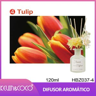 Tulip
120ml
HBZ037-4
DIFUSOR AROMÁTICO